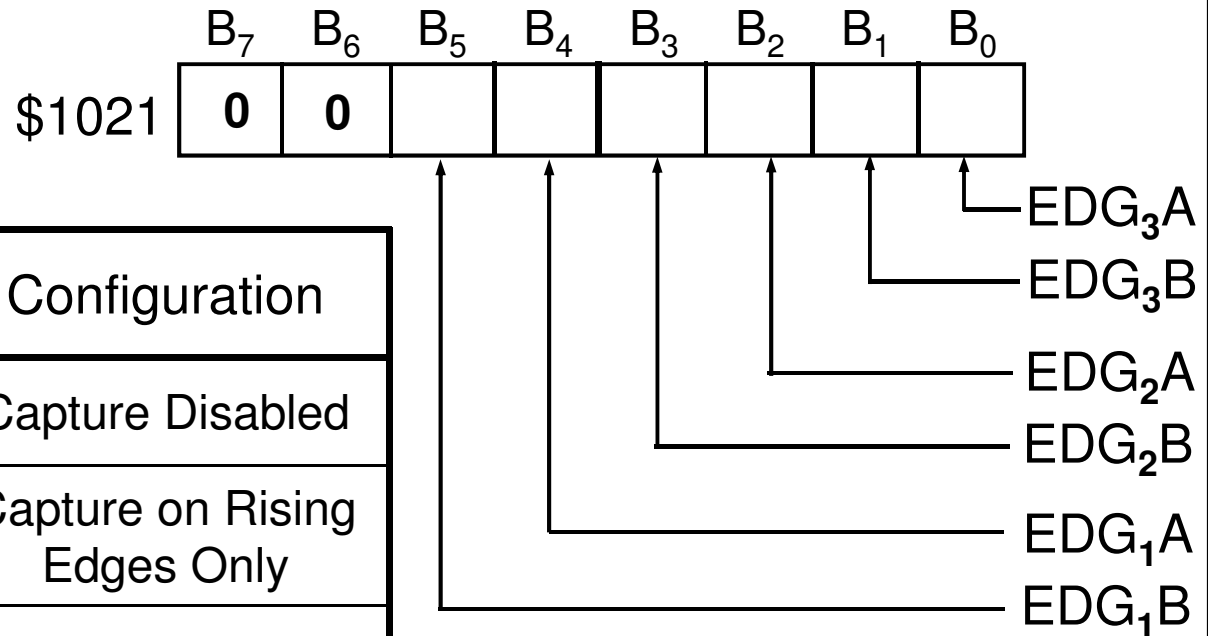 B7 B6 B5 B4 B3 B2 B1 B0
$1021 0 0
EDG3A
EDG3B
EDG2A
EDG2B
EDG1A
EDG1B
Configuration
Capture Disabled
Capture on Rising
Edges Only